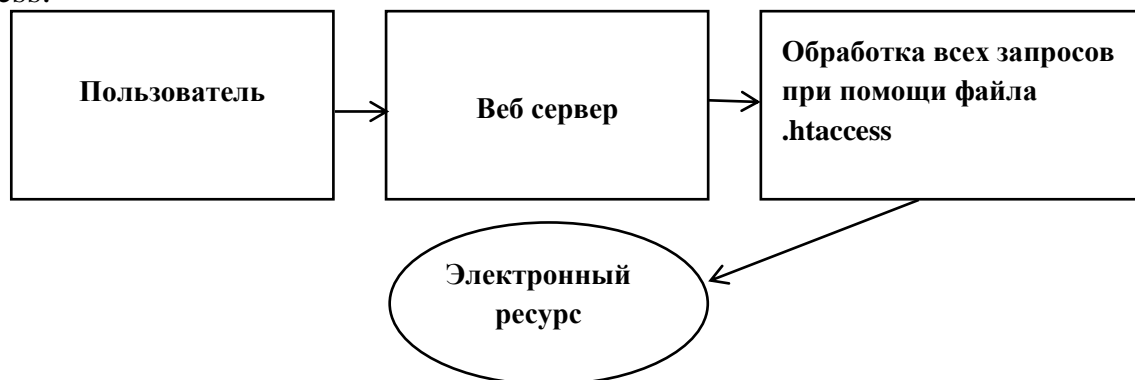 ess.
Пользователь
Веб сервер
Обработка всех запросов
при помощи файла
.htaccess
Электронный
ресурс